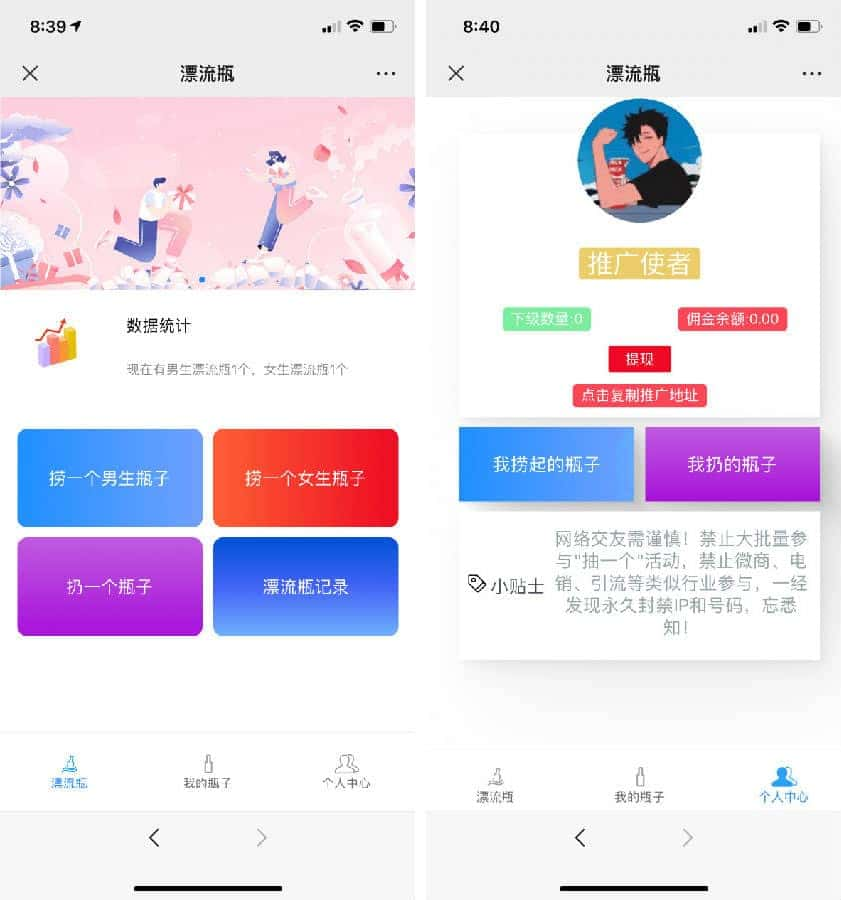 8:39
漂流瓶
数据统计
现在有男生漂流瓶1个，女生漂流瓶1个
捞一个男生瓶子
捞一个女生瓶子
扔一个瓶子
漂流瓶记录
漂流瓶
我的瓶子
个人中心
8:40
漂流瓶
推广使者
下级数量:0
佣金余额:0.00
提现
点击复制推广地址
我捞起的瓶子
我扔的瓶子
小贴士
网络交友需谨慎！禁止大批量参
与"抽一个"活动，禁止微商、电
销、引流等类似行业参与，一经
发现永久封禁IP和号码，忘悉
知！
漂流瓶
我的瓶子
个人中心